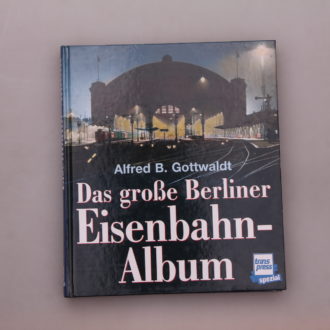 Alfred B. Gottwaldt
Das große Berliner
Eisenbahn-
Album
trans
press
spezial